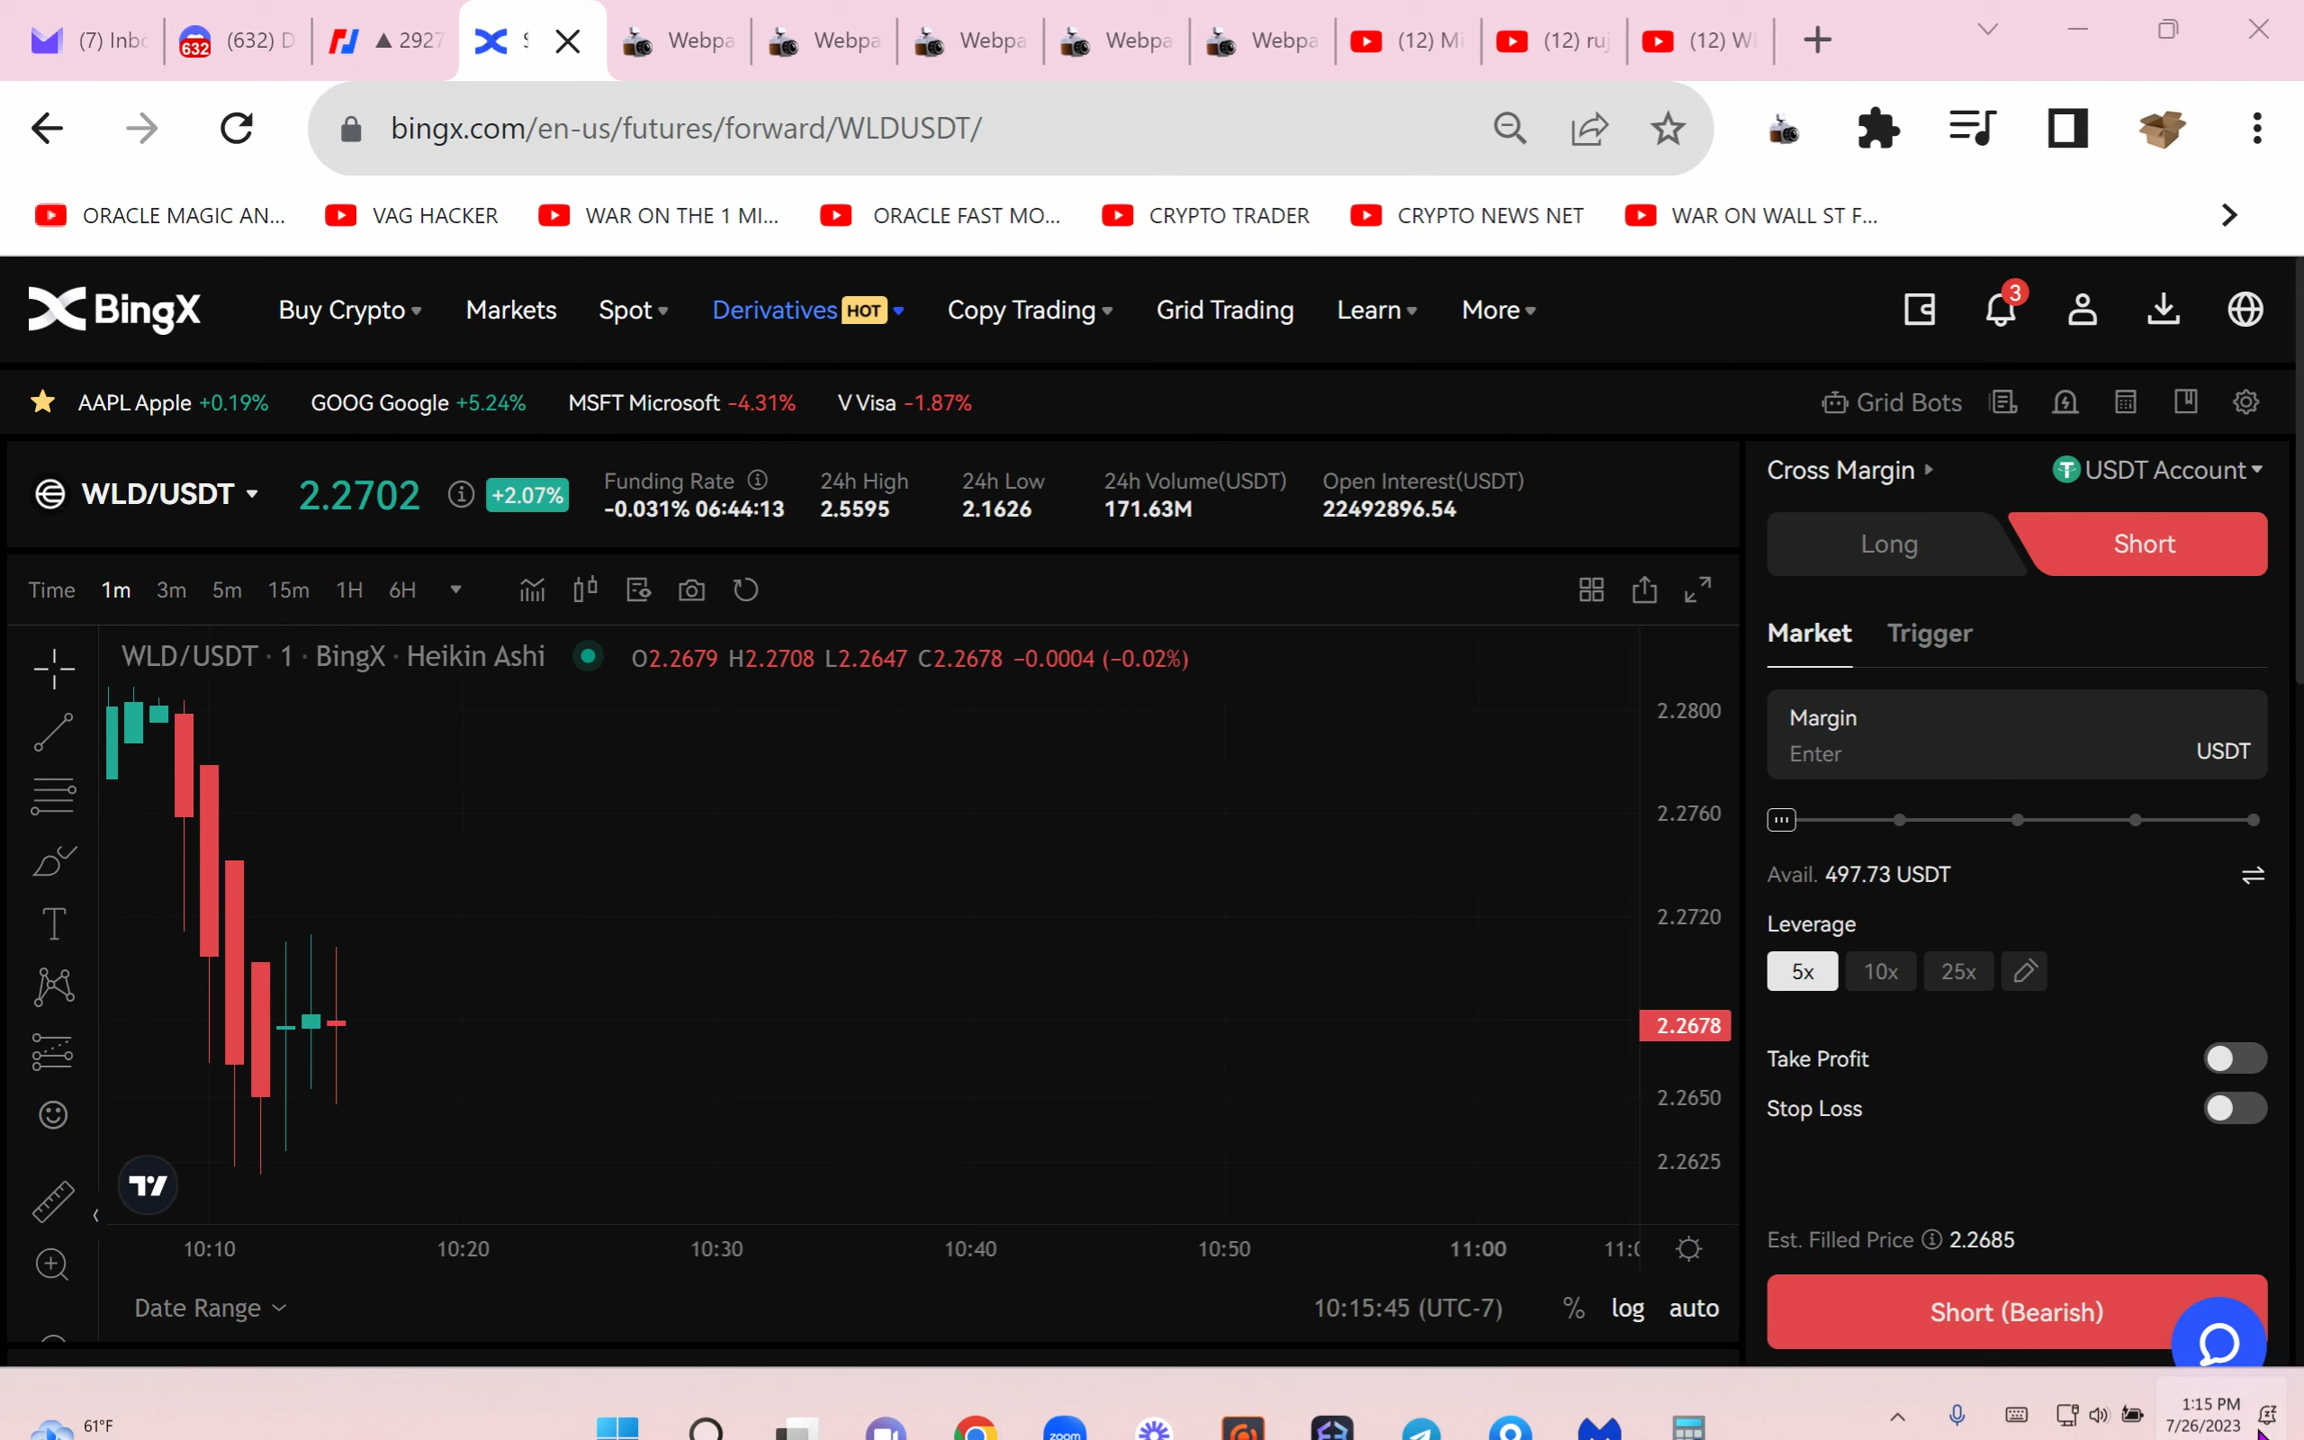 (7) Inb
632 (632) D
▲ 2927
S
Webpa
Webpa
Webpa
Webpa
Webpa
(12) Mi
(12) ru
(12) W
bingx.com/en-us/futures/forward/WLDUSDT/
ORACLE MAGIC AN...
VAG HACKER
WAR ON THE 1 MI...
ORACLE FAST MO...
CRYPTO TRADER
CRYPTO NEWS NET
WAR ON WALL ST F...
BingX
Buy Crypto
Markets
Spot
Derivatives HOT
Copy Trading
Grid Trading
Learn
More
3
AAPL Apple +0.19%
GOOG Google +5.24%
MSFT Microsoft -4.31%
V Visa -1.87%
Grid Bots
WLD/USDT
2.2702
+2.07%
Funding Rate
-0.031% 06:44:13
24h High
2.5595
24h Low
2.1626
24h Volume(USDT)
171.63M
Open Interest(USDT)
22492896.54
Cross Margin
USDT Account
Long
Short
Time 1m 3m 5m 15m 1H 6H
Market
Trigger
WLD/USDT · 1 · BingX · Heikin Ashi
O2.2679 H2.2708 L2.2647 C2.2678 −0.0004 (−0.02%)
2.2800
2.2760
2.2720
2.2678
2.2650
2.2625
Margin
Enter
USDT
Avail. 497.73 USDT
Leverage
5x 10x 25x
Take Profit
Stop Loss
Est. Filled Price 2.2685
Short (Bearish)
10:10 10:20 10:30 10:40 10:50 11:00 11:0
Date Range
10:15:45 (UTC-7)
% log auto
61°F
zoom
1:15 PM
7/26/2023